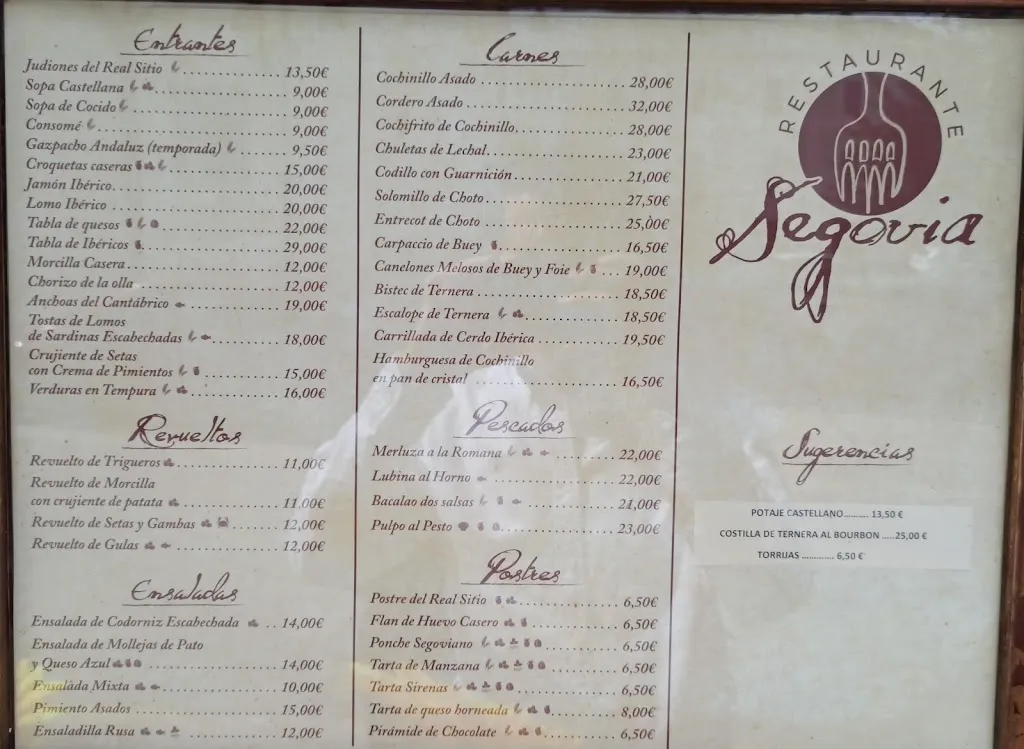 Entrantes
Judiones del Real Sitio .............. 13,50€
Sopa Castellana .............. 9,00€
Sopa de Cocido .............. 9,00€
Consomé .............. 9,00€
Gazpacho Andaluz (temporada) ....... 9,50€
Croquetas caseras .............. 15,00€
Jamón Ibérico .............. 20,00€
Lomo Ibérico .............. 20,00€
Tabla de quesos .............. 22,00€
Tabla de Ibéricos .............. 29,00€
Morcilla Casera .............. 12,00€
Chorizo de la olla .............. 12,00€
Anchoas del Cantábrico .............. 19,00€
Tostas de Lomos
de Sardinas Escabechadas .............. 18,00€
Crujiente de Setas
con Crema de Pimientos .............. 15,00€
Verduras en Tempura .............. 16,00€
Revueltos
Revuelto de Trigueros .............. 11,00€
Revuelto de Morcilla
con crujiente de patata .............. 11,00€
Revuelto de Setas y Gambas ........ 12,00€
Revuelto de Gulas .............. 12,00€
Ensaladas
Ensalada de Codorniz Escabechada .. 14,00€
Ensalada de Mollejas de Pato
y Queso Azul .............. 14,00€
Ensalada Mixta .............. 10,00€
Pimiento Asados .............. 15,00€
Ensaladilla Rusa .............. 12,00€
Carnes
Cochinillo Asado .............. 28,00€
Cordero Asado .............. 32,00€
Cochifrito de Cochinillo .............. 28,00€
Chuletas de Lechal .............. 23,00€
Codillo con Guarnición .............. 21,00€
Solomillo de Choto .............. 27,50€
Entrecot de Choto .............. 25,00€
Carpaccio de Buey .............. 16,50€
Canelones Melosos de Buey y Foie ... 19,00€
Bistec de Ternera .............. 18,50€
Escalope de Ternera .............. 18,50€
Carrillada de Cerdo Ibérica .............. 19,50€
Hamburguesa de Cochinillo
en pan de cristal .............. 16,50€
Pescados
Merluza a la Romana .............. 22,00€
Lubina al Horno .............. 22,00€
Bacalao dos salsas .............. 21,00€
Pulpo al Pesto .............. 23,00€
Postres
Postre del Real Sitio .............. 6,50€
Flan de Huevo Casero .............. 6,50€
Ponche Segoviano .............. 6,50€
Tarta de Manzana .............. 6,50€
Tarta Sirenas .............. 6,50€
Tarta de queso horneada .............. 8,00€
Pirámide de Chocolate .............. 6,50€
RESTAURANTE
Segovia
Sugerencias
POTAJE CASTELLANO.......... 13,50 €
COSTILLA DE TERNERA AL BOURBON .....25,00 €
TORRIJAS ............. 6,50 €